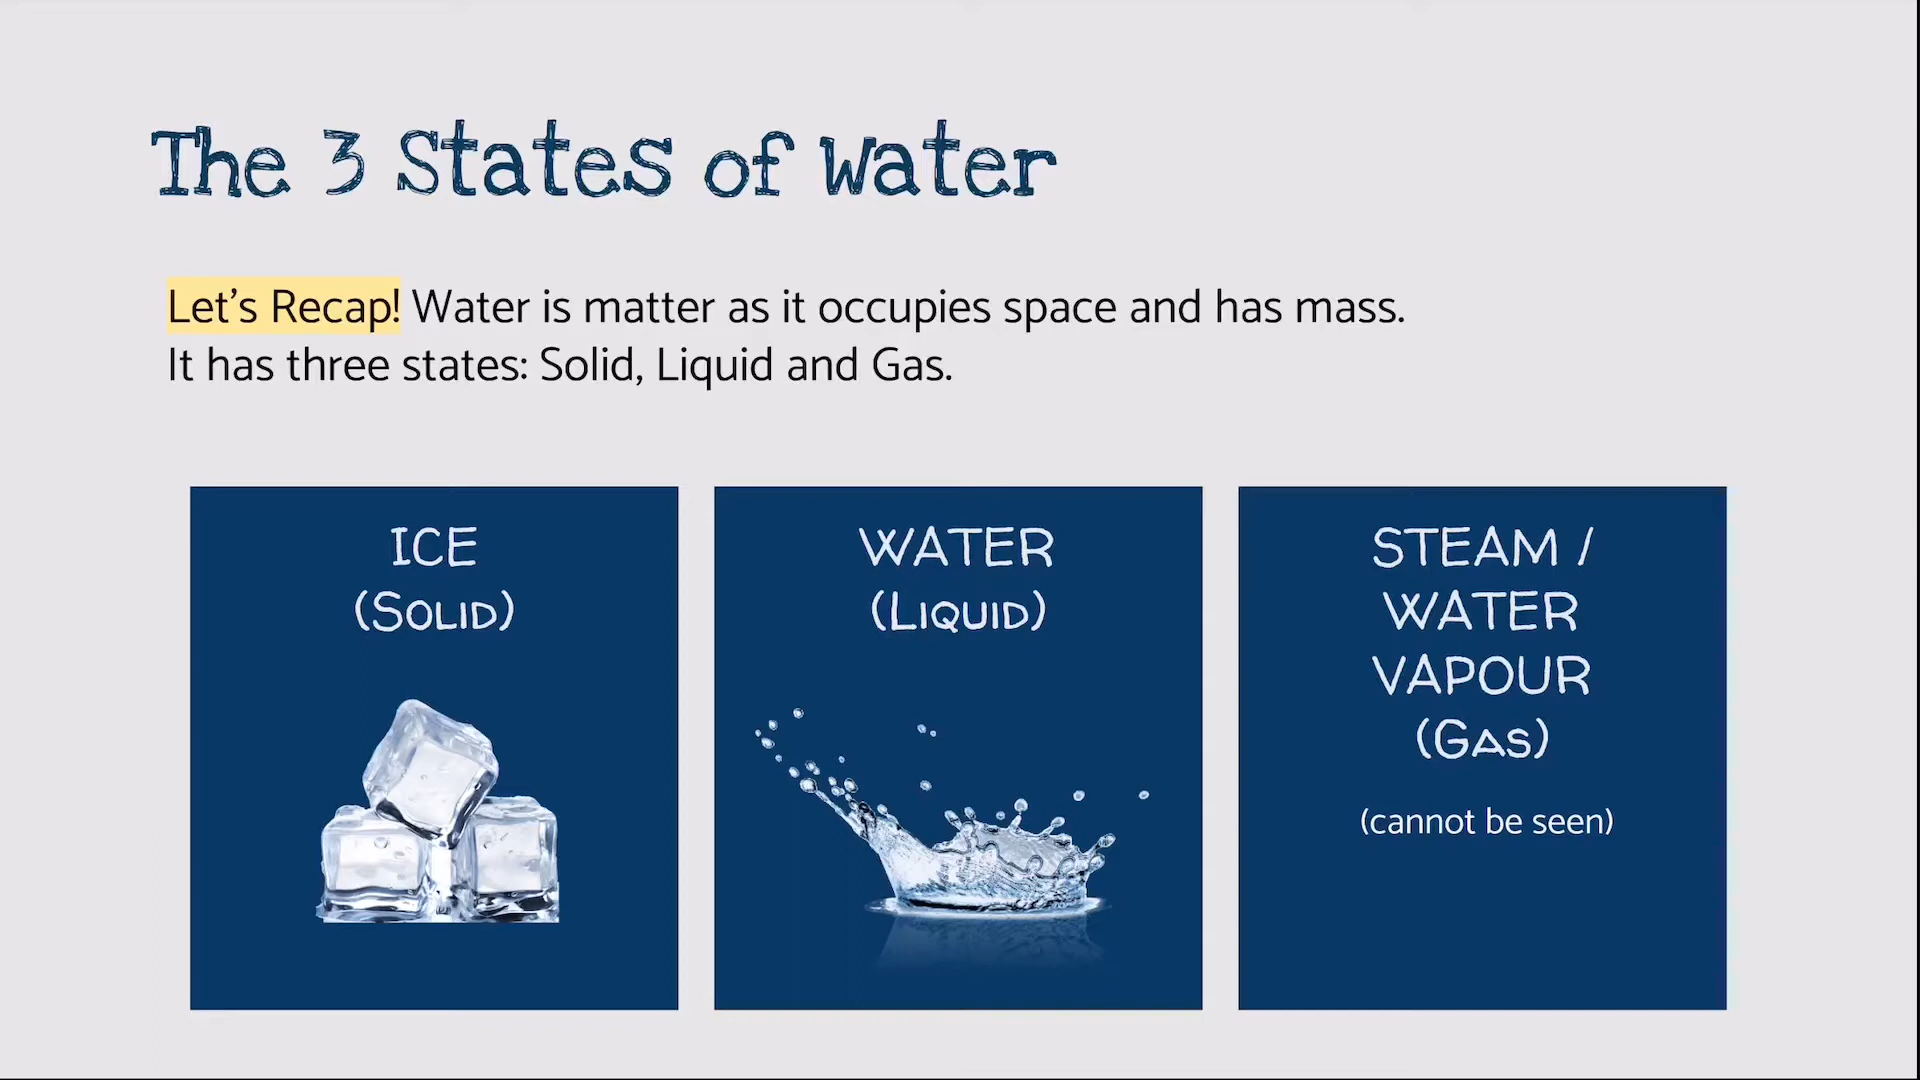 The 3 States of Water
Let's Recap! Water is matter as it occupies space and has mass.
It has three states: Solid, Liquid and Gas.
ICE
(Solid)
WATER
(Liquid)
STEAM /
WATER
VAPOUR
(Gas)
(cannot be seen)